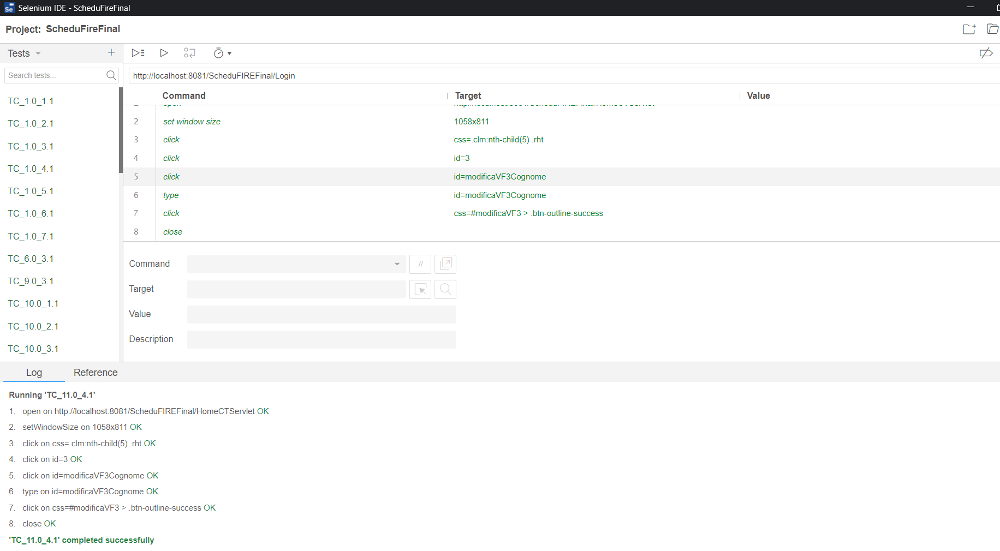 Selenium IDE - ScheduFireFinal
Project: ScheduFireFinal
Tests
Search tests...
TC_1.0_1.1
TC_1.0_2.1
TC_1.0_3.1
TC_1.0_4.1
TC_1.0_5.1
TC_1.0_6.1
TC_1.0_7.1
TC_6.0_3.1
TC_9.0_3.1
TC_10.0_1.1
TC_10.0_2.1
TC_10.0_3.1
http://localhost:8081/ScheduFIREFinal/Login
Command Target Value
2 set window size 1058x811
3 click css=.clm:nth-child(5) .rht
4 click id=3
5 click id=modificaVF3Cognome
6 type id=modificaVF3Cognome
7 click css=#modificaVF3 > .btn-outline-success
8 close
Command //
Target
Value
Description
Log Reference
Running 'TC_11.0_4.1'
1. open on http://localhost:8081/ScheduFIREFinal/HomeCTServlet OK
2. setWindowSize on 1058x811 OK
3. click on css=.clm:nth-child(5) .rht OK
4. click on id=3 OK
5. click on id=modificaVF3Cognome OK
6. type on id=modificaVF3Cognome OK
7. click on css=#modificaVF3 > .btn-outline-success OK
8. close OK
'TC_11.0_4.1' completed successfully